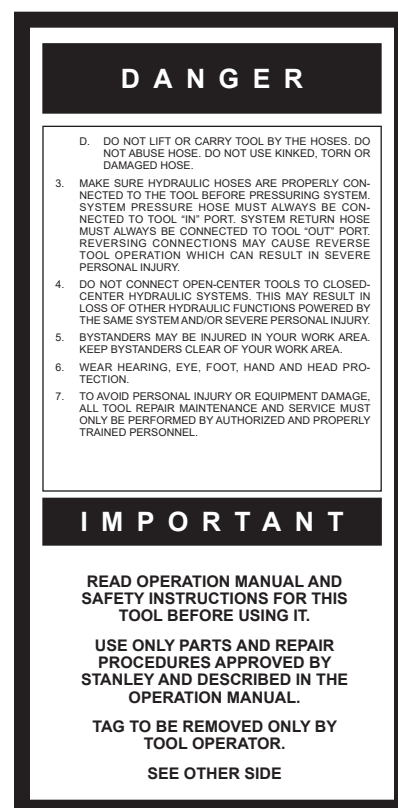 DANGER
D. DO NOT LIFT OR CARRY TOOL BY THE HOSES. DO
NOT ABUSE HOSE. DO NOT USE KINKED, TORN OR
DAMAGED HOSE.
3. MAKE SURE HYDRAULIC HOSES ARE PROPERLY CON-
NECTED TO THE TOOL BEFORE PRESSURING SYSTEM.
SYSTEM PRESSURE HOSE MUST ALWAYS BE CON-
NECTED TO TOOL “IN” PORT. SYSTEM RETURN HOSE
MUST ALWAYS BE CONNECTED TO TOOL “OUT” PORT.
REVERSING CONNECTIONS MAY CAUSE REVERSE
TOOL OPERATION WHICH CAN RESULT IN SEVERE
PERSONAL INJURY.
4. DO NOT CONNECT OPEN-CENTER TOOLS TO CLOSED-
CENTER HYDRAULIC SYSTEMS. THIS MAY RESULT IN
LOSS OF OTHER HYDRAULIC FUNCTIONS POWERED BY
THE SAME SYSTEM AND/OR SEVERE PERSONAL INJURY.
5. BYSTANDERS MAY BE INJURED IN YOUR WORK AREA.
KEEP BYSTANDERS CLEAR OF YOUR WORK AREA.
6. WEAR HEARING, EYE, FOOT, HAND AND HEAD PRO-
TECTION.
7. TO AVOID PERSONAL INJURY OR EQUIPMENT DAMAGE,
ALL TOOL REPAIR MAINTENANCE AND SERVICE MUST
ONLY BE PERFORMED BY AUTHORIZED AND PROPERLY
TRAINED PERSONNEL.
IMPORTANT
READ OPERATION MANUAL AND
SAFETY INSTRUCTIONS FOR THIS
TOOL BEFORE USING IT.
USE ONLY PARTS AND REPAIR
PROCEDURES APPROVED BY
STANLEY AND DESCRIBED IN THE
OPERATION MANUAL.
TAG TO BE REMOVED ONLY BY
TOOL OPERATOR.
SEE OTHER SIDE